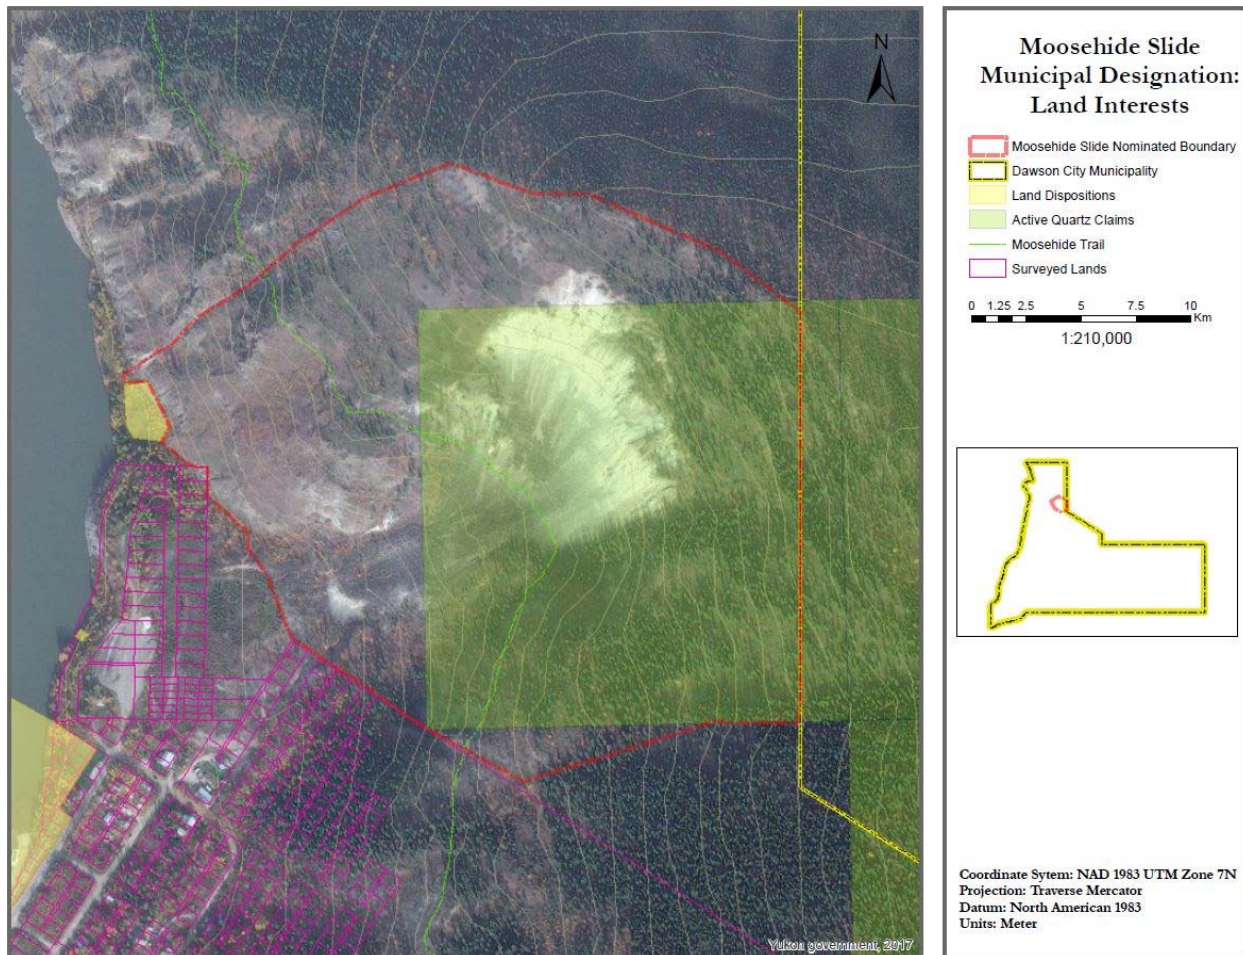 N
Yukon government, 2017
Moosehide Slide
Municipal Designation:
Land Interests
Moosehide Slide Nominated Boundary
Dawson City Municipality
Land Dispositions
Active Quartz Claims
Moosehide Trail
Surveyed Lands
0 1.25 2.5 5 7.5 10
Km
1:210,000
Coordinate Sytem: NAD 1983 UTM Zone 7N
Projection: Traverse Mercator
Datum: North American 1983
Units: Meter